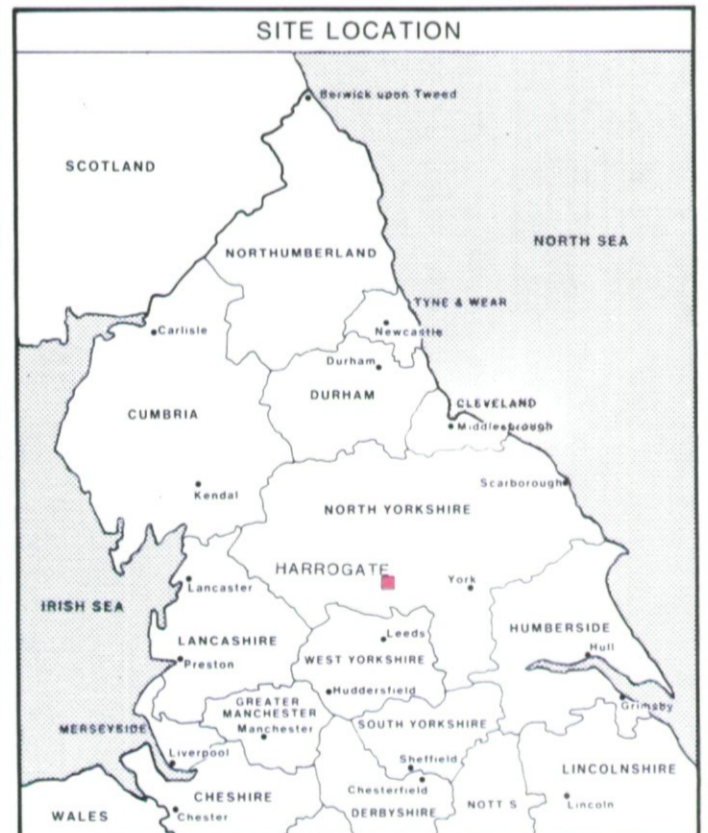 SITE LOCATION
Berwick upon Tweed
SCOTLAND
NORTH SEA
NORTHUMBERLAND
TYNE & WEAR
Carlisle
Newcastle
Durham
DURHAM
CLEVELAND
CUMBRIA
Middlesbrough
Scarborough
Kendal
NORTH YORKSHIRE
HARROGATE
York
Lancaster
IRISH SEA
HUMBERSIDE
Leeds
LANCASHIRE
Hull
WEST YORKSHIRE
Preston
Huddersfield
GREATER
MANCHESTER
Grimsby
SOUTH YORKSHIRE
MERSEYSIDE
Manchester
Liverpool
Sheffield
LINCOLNSHIRE
Chesterfield
CHESHIRE
NOTT S
Lincoln
DERBYSHIRE
WALES
Chester